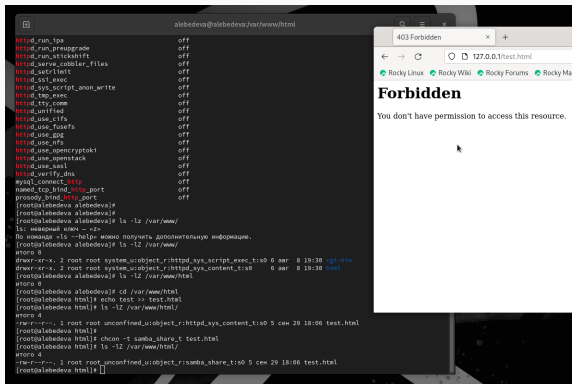 alebedeva@alebedeva:/var/www/html
httpd_run_ipa off
httpd_run_preupgrade off
httpd_run_stickshift off
httpd_serve_cobbler_files off
httpd_setrlimit off
httpd_ssi_exec off
httpd_sys_script_anon_write off
httpd_tmp_exec off
httpd_tty_comm off
httpd_unified off
httpd_use_cifs off
httpd_use_fusefs off
httpd_use_gpg off
httpd_use_nfs off
httpd_use_opencryptoki off
httpd_use_openstack off
httpd_use_sasl off
httpd_verify_dns off
mysql_connect_http off
named_tcp_bind_http_port off
prosody_bind_http_port off
[root@alebedeva alebedeva]#
[root@alebedeva alebedeva]#
[root@alebedeva alebedeva]# ls -lz /var/www/
ls: неверный ключ — «z»
По команде «ls --help» можно получить дополнительную информацию.
[root@alebedeva alebedeva]# ls -lZ /var/www/
итого 0
drwxr-xr-x. 2 root root system_u:object_r:httpd_sys_script_exec_t:s0 6 авг 8 19:30 cgi-bin
drwxr-xr-x. 2 root root system_u:object_r:httpd_sys_content_t:s0 6 авг 8 19:30 html
[root@alebedeva alebedeva]# ls -lZ /var/www/html
итого 0
[root@alebedeva alebedeva]# cd /var/www/html
[root@alebedeva html]# echo test >> test.html
[root@alebedeva html]# ls -lZ /var/www/html/
итого 4
-rw-r--r--. 1 root root unconfined_u:object_r:httpd_sys_content_t:s0 5 сен 29 18:06 test.html
[root@alebedeva html]#
[root@alebedeva html]# chcon -t samba_share_t test.html
[root@alebedeva html]# ls -lZ /var/www/html/
итого 4
-rw-r--r--. 1 root root unconfined_u:object_r:samba_share_t:s0 5 сен 29 18:06 test.html
[root@alebedeva html]#
403 Forbidden
127.0.0.1/test.html
Rocky Linux Rocky Wiki Rocky Forums Rocky Ma
Forbidden
You don't have permission to access this resource.